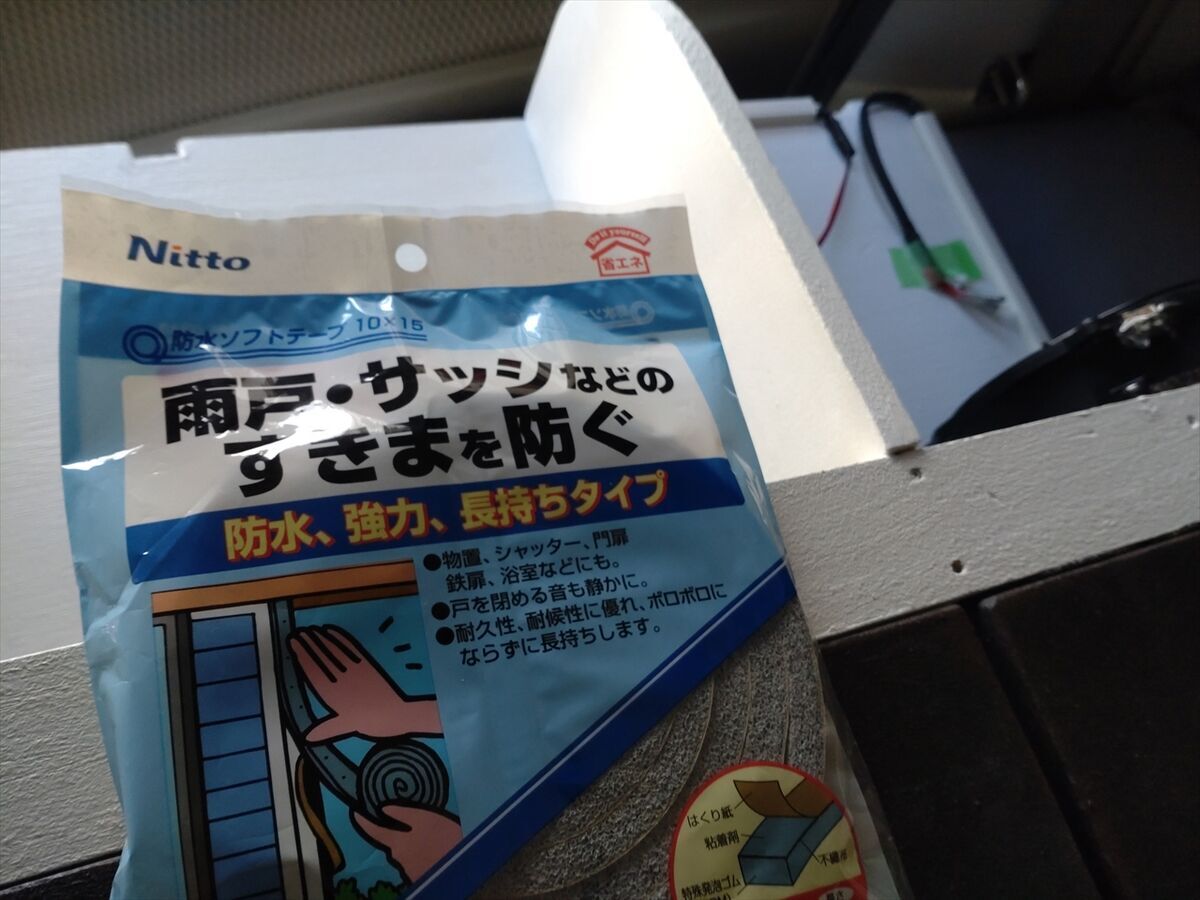 Nitto
Do it yourself
省エネ
防水ソフトテープ 10×15
雨戸・サッシなどの
すきまを防ぐ
防水、強力、長持ちタイプ
●物置、シャッター、門扉
鉄扉、浴室などにも。
●戸を閉める音も静かに。
●耐久性、耐候性に優れ、ボロボロに
ならずに長持ちします。
はくり紙
粘着剤
特殊発泡ゴム